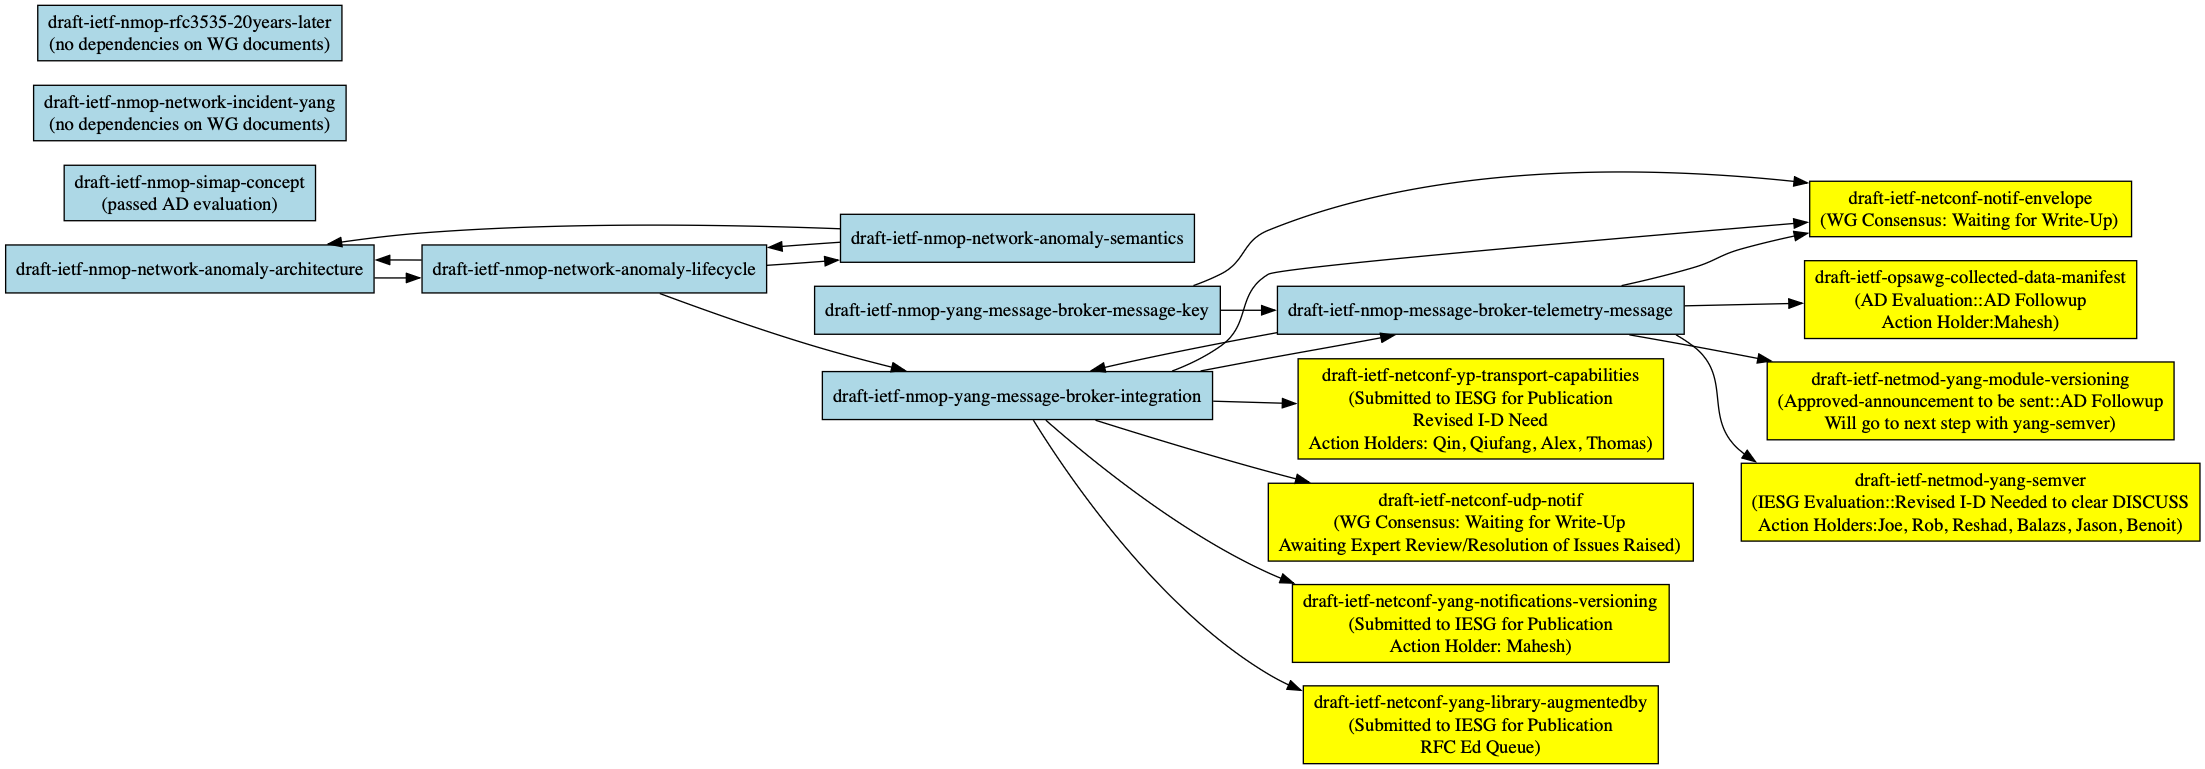 draft-ietf-nmop-rfc3535-20years-later
(no dependencies on WG documents)
draft-ietf-nmop-network-incident-yang
(no dependencies on WG documents)
draft-ietf-nmop-simap-concept
(passed AD evaluation)
draft-ietf-nmop-network-anomaly-architecture
draft-ietf-nmop-network-anomaly-lifecycle
draft-ietf-nmop-network-anomaly-semantics
draft-ietf-nmop-yang-message-broker-message-key
draft-ietf-nmop-message-broker-telemetry-message
draft-ietf-nmop-yang-message-broker-integration
draft-ietf-netconf-notif-envelope
(WG Consensus: Waiting for Write-Up)
draft-ietf-opsawg-collected-data-manifest
(AD Evaluation::AD Followup
Action Holder:Mahesh)
draft-ietf-netmod-yang-module-versioning
(Approved-announcement to be sent::AD Followup
Will go to next step with yang-semver)
draft-ietf-netmod-yang-semver
(IESG Evaluation::Revised I-D Needed to clear DISCUSS
Action Holders:Joe, Rob, Reshad, Balazs, Jason, Benoit)
draft-ietf-netconf-yp-transport-capabilities
(Submitted to IESG for Publication
Revised I-D Need
Action Holders: Qin, Qiufang, Alex, Thomas)
draft-ietf-netconf-udp-notif
(WG Consensus: Waiting for Write-Up
Awaiting Expert Review/Resolution of Issues Raised)
draft-ietf-netconf-yang-notifications-versioning
(Submitted to IESG for Publication
Action Holder: Mahesh)
draft-ietf-netconf-yang-library-augmentedby
(Submitted to IESG for Publication
RFC Ed Queue)